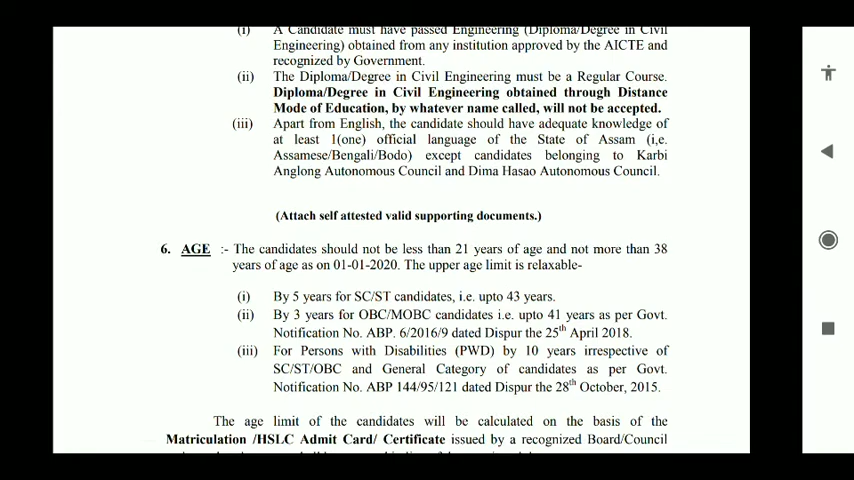 (i) A Candidate must have passed Engineering (Diploma/Degree in Civil
Engineering) obtained from any institution approved by the AICTE and
recognized by Government.
(ii) The Diploma/Degree in Civil Engineering must be a Regular Course.
Diploma/Degree in Civil Engineering obtained through Distance
Mode of Education, by whatever name called, will not be accepted.
(iii) Apart from English, the candidate should have adequate knowledge of
at least 1(one) official language of the State of Assam (i,e.
Assamese/Bengali/Bodo) except candidates belonging to Karbi
Anglong Autonomous Council and Dima Hasao Autonomous Council.
(Attach self attested valid supporting documents.)
6. AGE :- The candidates should not be less than 21 years of age and not more than 38
years of age as on 01-01-2020. The upper age limit is relaxable-
(i) By 5 years for SC/ST candidates, i.e. upto 43 years.
(ii) By 3 years for OBC/MOBC candidates i.e. upto 41 years as per Govt.
Notification No. ABP. 6/2016/9 dated Dispur the 25th April 2018.
(iii) For Persons with Disabilities (PWD) by 10 years irrespective of
SC/ST/OBC and General Category of candidates as per Govt.
Notification No. ABP 144/95/121 dated Dispur the 28th October, 2015.
The age limit of the candidates will be calculated on the basis of the
Matriculation /HSLC Admit Card/ Certificate issued by a recognized Board/Council